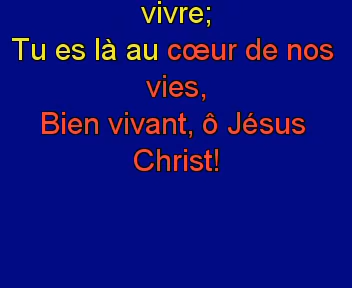 vivre;
Tu es là au cœur de nos
vies,
Bien vivant, ô Jésus
Christ!